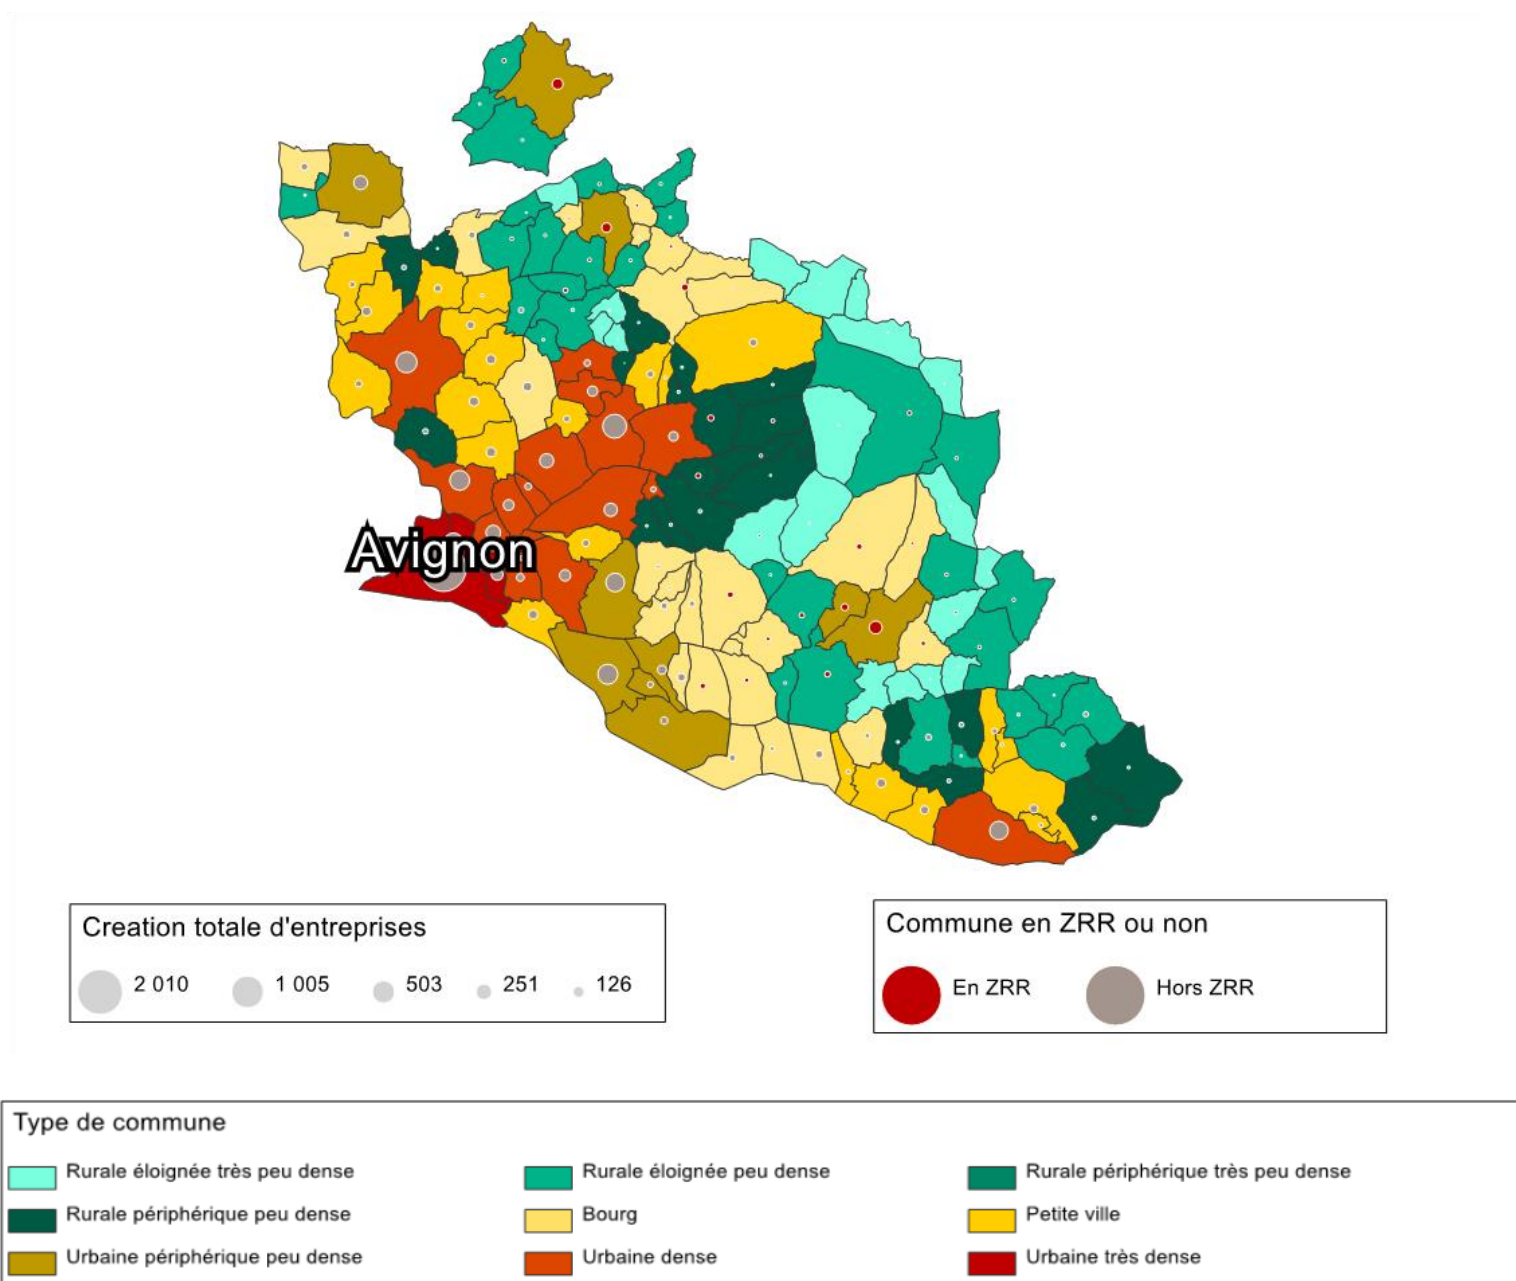 Avignon
Creation totale d'entreprises
2 010 1 005 503 251 126
Commune en ZRR ou non
En ZRR Hors ZRR
Type de commune
Rurale éloignée très peu dense Rurale éloignée peu dense Rurale périphérique très peu dense
Rurale périphérique peu dense Bourg Petite ville
Urbaine périphérique peu dense Urbaine dense Urbaine très dense